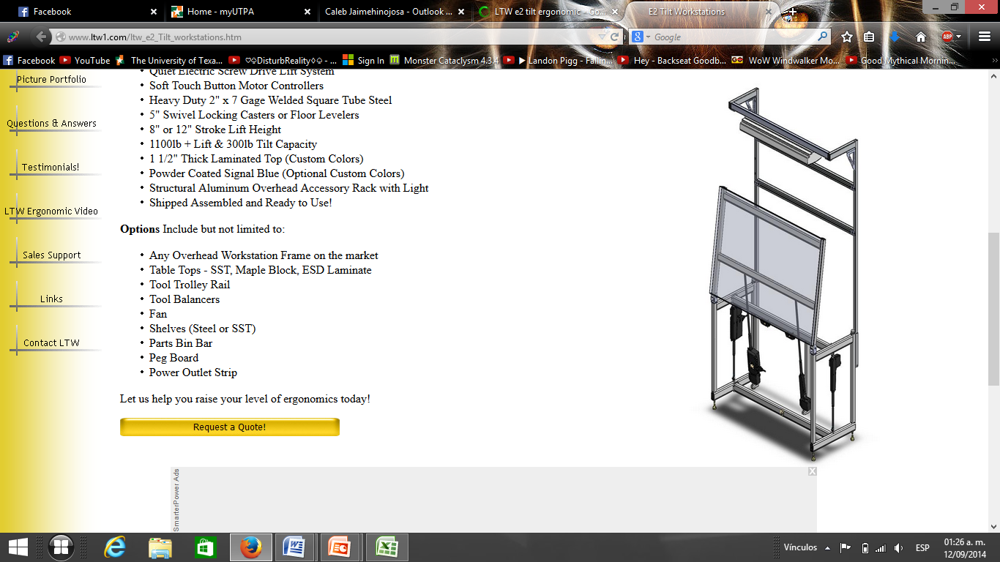 Facebook
Home - myUTPA
Caleb Jaimehinojosa - Outlook ...
LTW e2 tilt ergonomic - Go...
E2 Tilt Workstations
www.ltw1.com/ltw_e2_Tilt_workstations.htm
Google
ABP
Facebook
YouTube
The University of Texa...
♡♧DisturbReality◊◊ - ...
Sign In
Monster Cataclysm 4.3.4
▶ Landon Pigg - Fallin...
Hey - Backseat Goodb...
WoW Windwalker Mo...
Good Mythical Mornin...
Picture Portfolio
Questions & Answers
Testimonials!
LTW Ergonomic Video
Sales Support
Links
Contact LTW
• Quiet Electric Screw Drive Lift System
• Soft Touch Button Motor Controllers
• Heavy Duty 2" x 7 Gage Welded Square Tube Steel
• 5" Swivel Locking Casters or Floor Levelers
• 8" or 12" Stroke Lift Height
• 1100lb + Lift & 300lb Tilt Capacity
• 1 1/2" Thick Laminated Top (Custom Colors)
• Powder Coated Signal Blue (Optional Custom Colors)
• Structural Aluminum Overhead Accessory Rack with Light
• Shipped Assembled and Ready to Use!
Options Include but not limited to:
• Any Overhead Workstation Frame on the market
• Table Tops - SST, Maple Block, ESD Laminate
• Tool Trolley Rail
• Tool Balancers
• Fan
• Shelves (Steel or SST)
• Parts Bin Bar
• Peg Board
• Power Outlet Strip
Let us help you raise your level of ergonomics today!
Request a Quote!
SmarterPower Ads
Vínculos
ESP
01:26 a. m.
12/09/2014